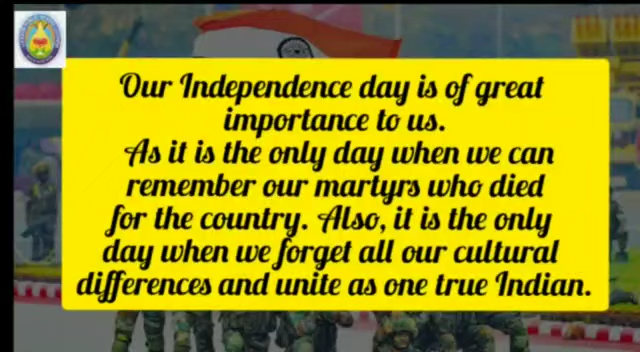 Our Independence day is of great
importance to us.
As it is the only day when we can
remember our martyrs who died
for the country. Also, it is the only
day when we forget all our cultural
differences and unite as one true Indian.